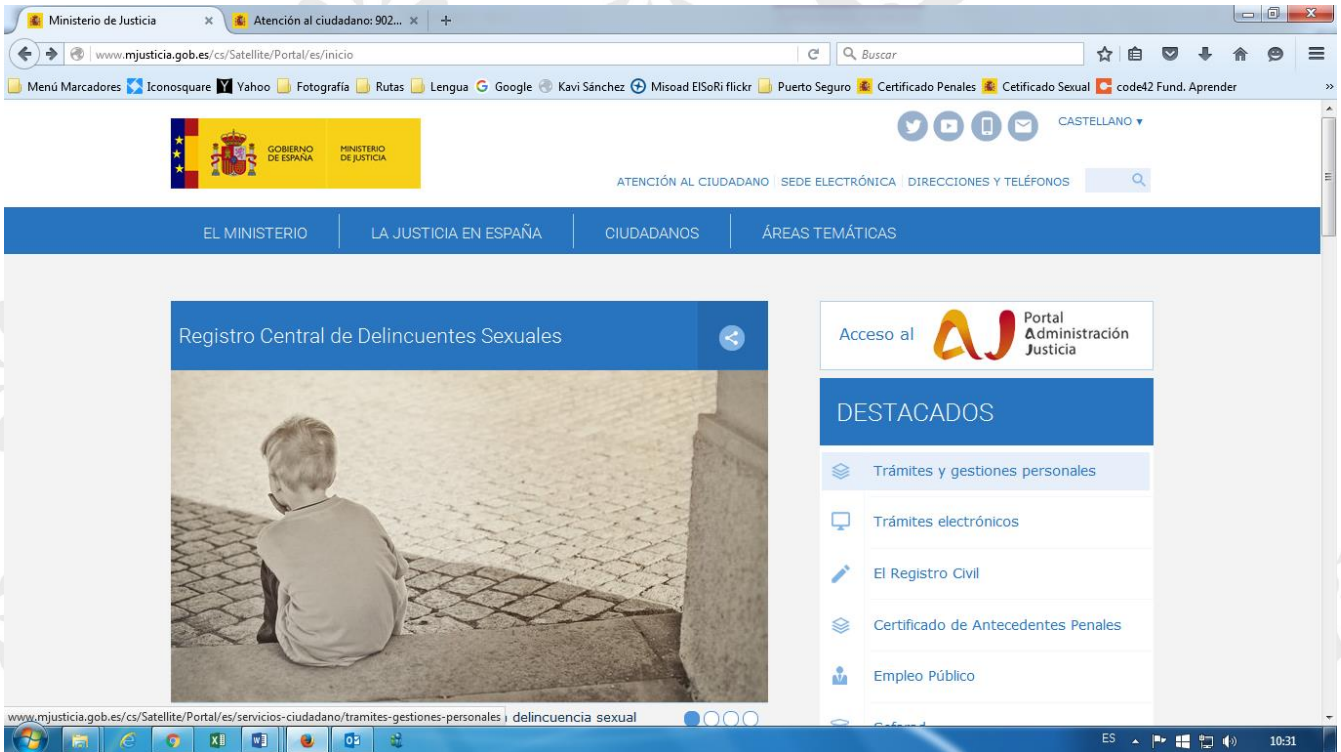 Ministerio de Justicia
Atención al ciudadano: 902...
www.mjusticia.gob.es/cs/Satellite/Portal/es/inicio
Buscar
Menú Marcadores Iconosquare Yahoo Fotografía Rutas Lengua Google Kavi Sánchez Misoad ElSoRi flickr Puerto Seguro Certificado Penales Cetificado Sexual code42 Fund. Aprender
GOBIERNO DE ESPAÑA
MINISTERIO DE JUSTICIA
CASTELLANO
ATENCIÓN AL CIUDADANO SEDE ELECTRÓNICA DIRECCIONES Y TELÉFONOS
EL MINISTERIO LA JUSTICIA EN ESPAÑA CIUDADANOS ÁREAS TEMÁTICAS
Registro Central de Delincuentes Sexuales
Acceso al
Portal
Administración
Justicia
DESTACADOS
Trámites y gestiones personales
Trámites electrónicos
El Registro Civil
Certificado de Antecedentes Penales
Empleo Público
www.mjusticia.gob.es/cs/Satellite/Portal/es/servicios-ciudadano/tramites-gestiones-personales
delincuencia sexual
ES 10:31